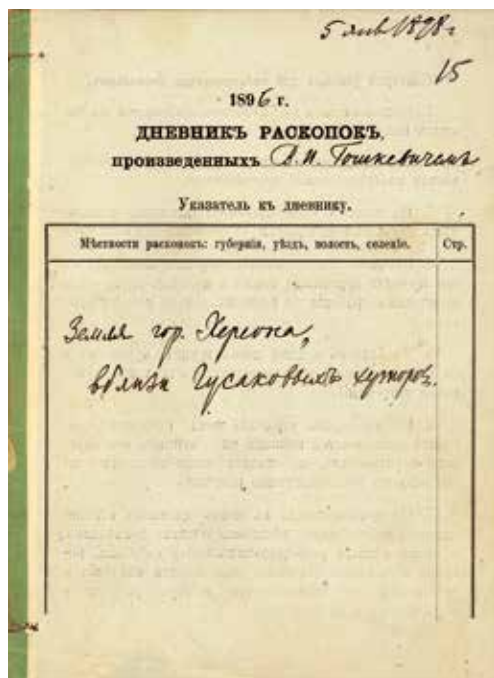 5 янв 1898 г
15
1896 г.
ДНЕВНИКЪ РАСКОПОКЪ,
произведенныхъ В. И. Гошкевичемъ
Указатель къ дневнику.
Мѣстности раскопокъ: губернія, уѣздъ, волость, селеніе. Стр.
Земля гор. Херсона,
вблизи Гусаковыхъ хуторовъ.